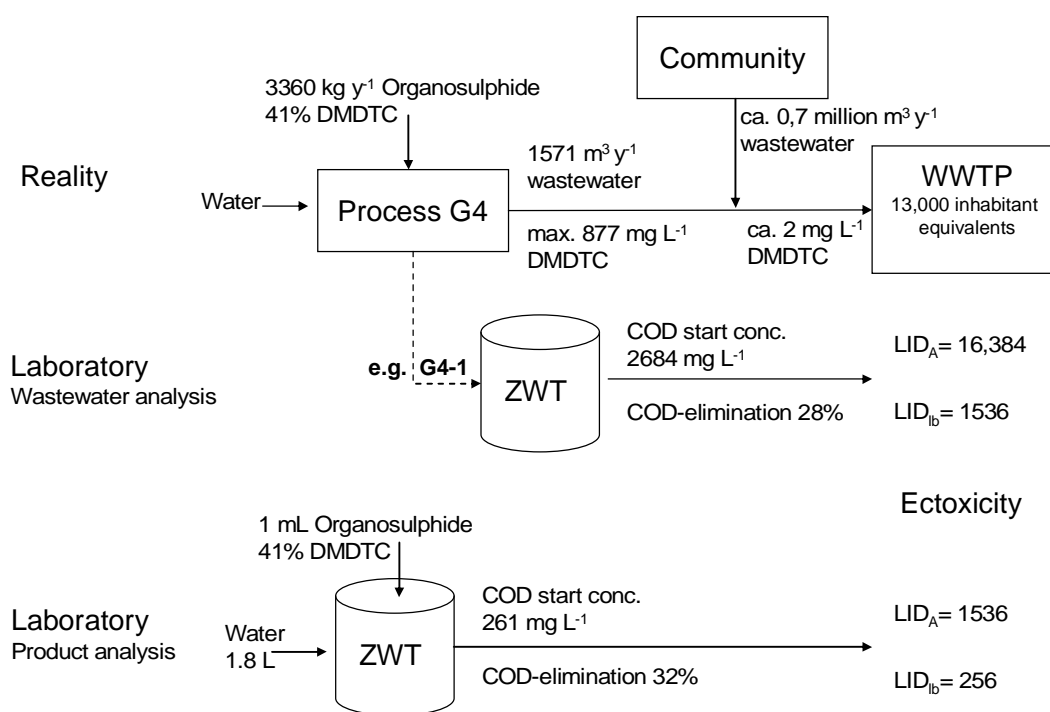 Community
3360 kg y⁻¹ Organosulphide
41% DMDTC
ca. 0,7 million m³ y⁻¹
wastewater
1571 m³ y⁻¹
wastewater
Reality
Water
Process G4
WWTP
13,000 inhabitant
equivalents
max. 877 mg L⁻¹
DMDTC
ca. 2 mg L⁻¹
DMDTC
Laboratory
Wastewater analysis
e.g. G4-1
ZWT
COD start conc.
2684 mg L⁻¹
COD-elimination 28%
LID_A= 16,384
LID_lb= 1536
Ectoxicity
1 mL Organosulphide
41% DMDTC
Laboratory
Product analysis
Water
1.8 L
ZWT
COD start conc.
261 mg L⁻¹
COD-elimination 32%
LID_A= 1536
LID_lb= 256